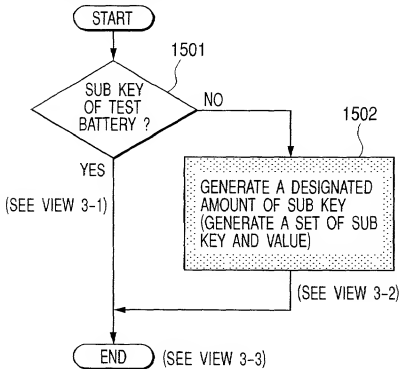 START
1501
SUB KEY
OF TEST
BATTERY ?
NO
1502
YES
GENERATE A DESIGNATED
AMOUNT OF SUB KEY
(GENERATE A SET OF SUB
KEY AND VALUE)
(SEE VIEW 3-1)
(SEE VIEW 3-2)
END
(SEE VIEW 3-3)